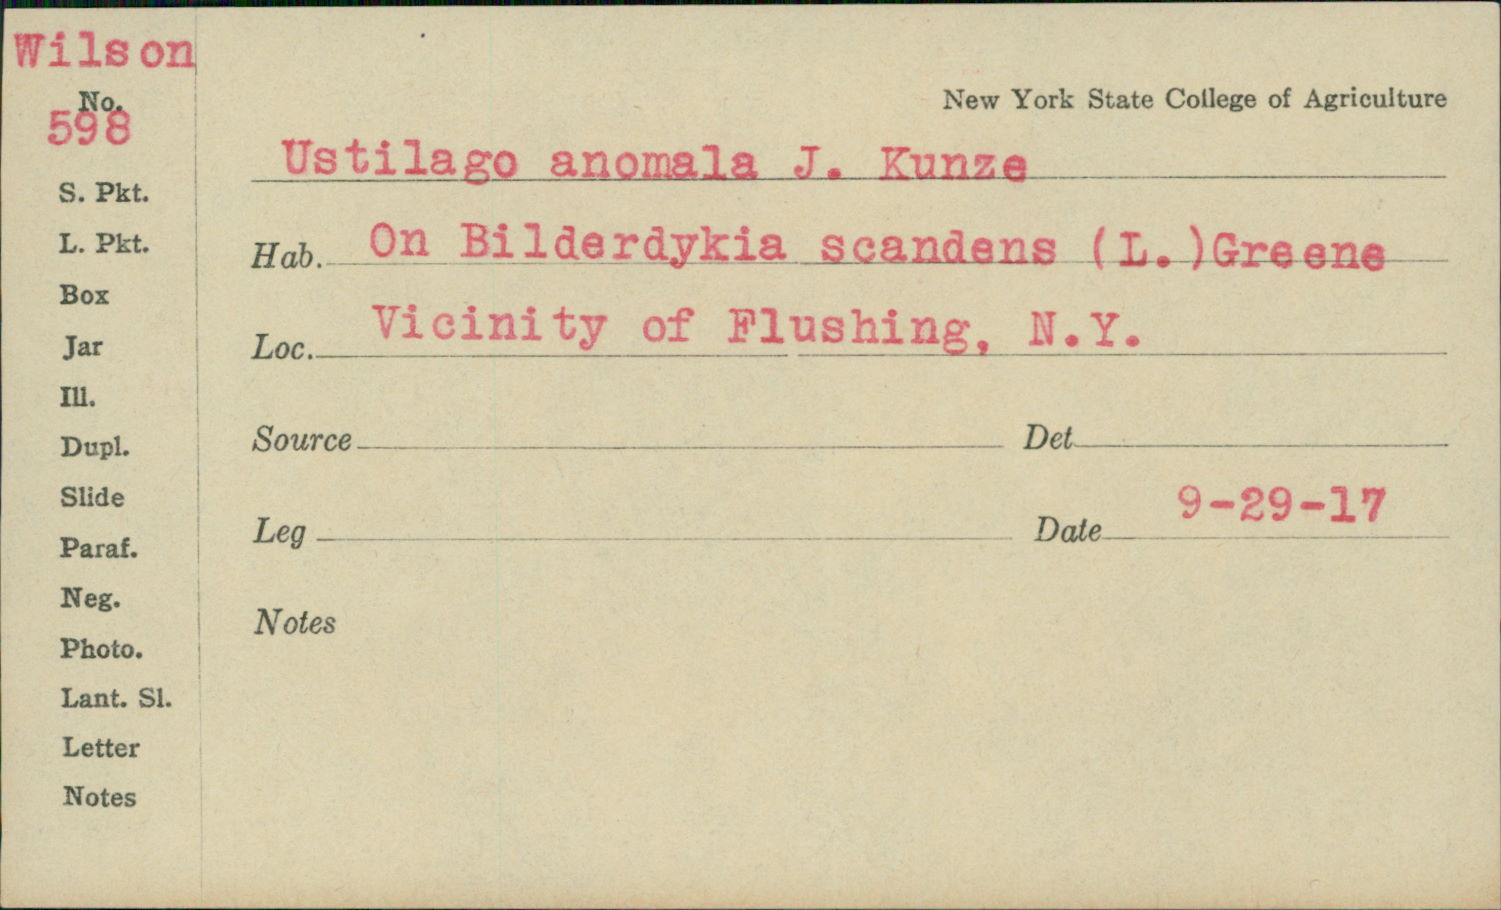 Wilson
No.
598
New York State College of Agriculture
Ustilago anomala J. Kunze
S. Pkt.
L. Pkt.
Hab. On Bilderdykia scandens (L.)Greene
Box
Jar
Loc. Vicinity of Flushing, N.Y.
Ill.
Dupl.
Source Det
Slide
Leg Date 9-29-17
Paraf.
Neg.
Notes
Photo.
Lant. Sl.
Letter
Notes